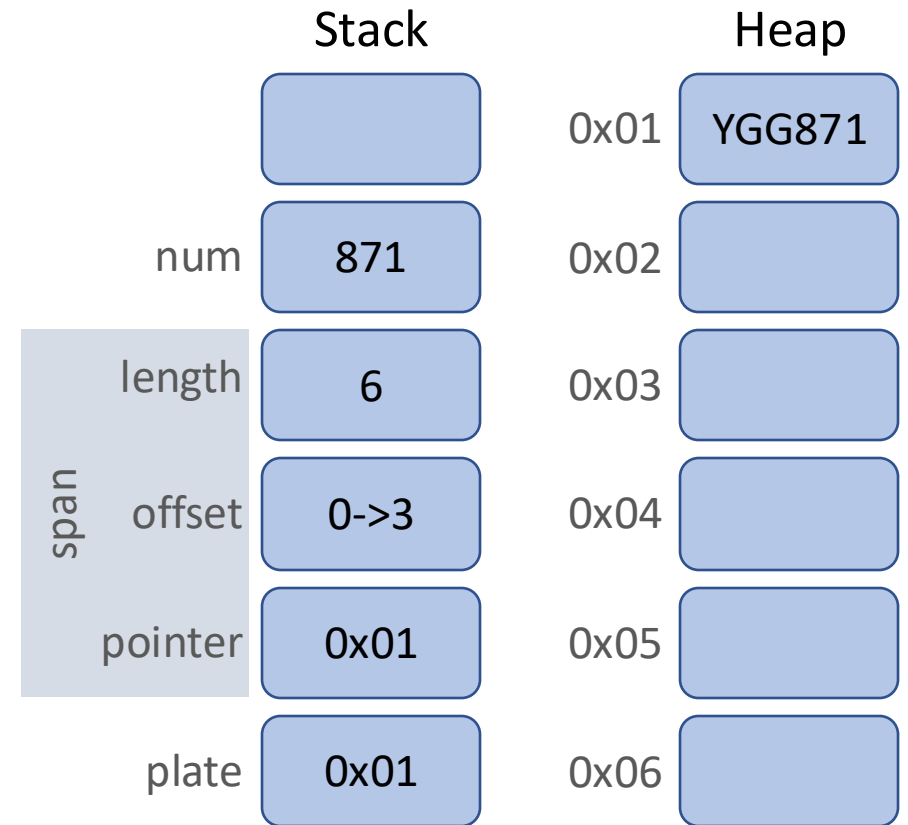 Stack Heap
0x01 YGG871
num 871 0x02
length 6 0x03
span offset 0->3 0x04
pointer 0x01 0x05
plate 0x01 0x06